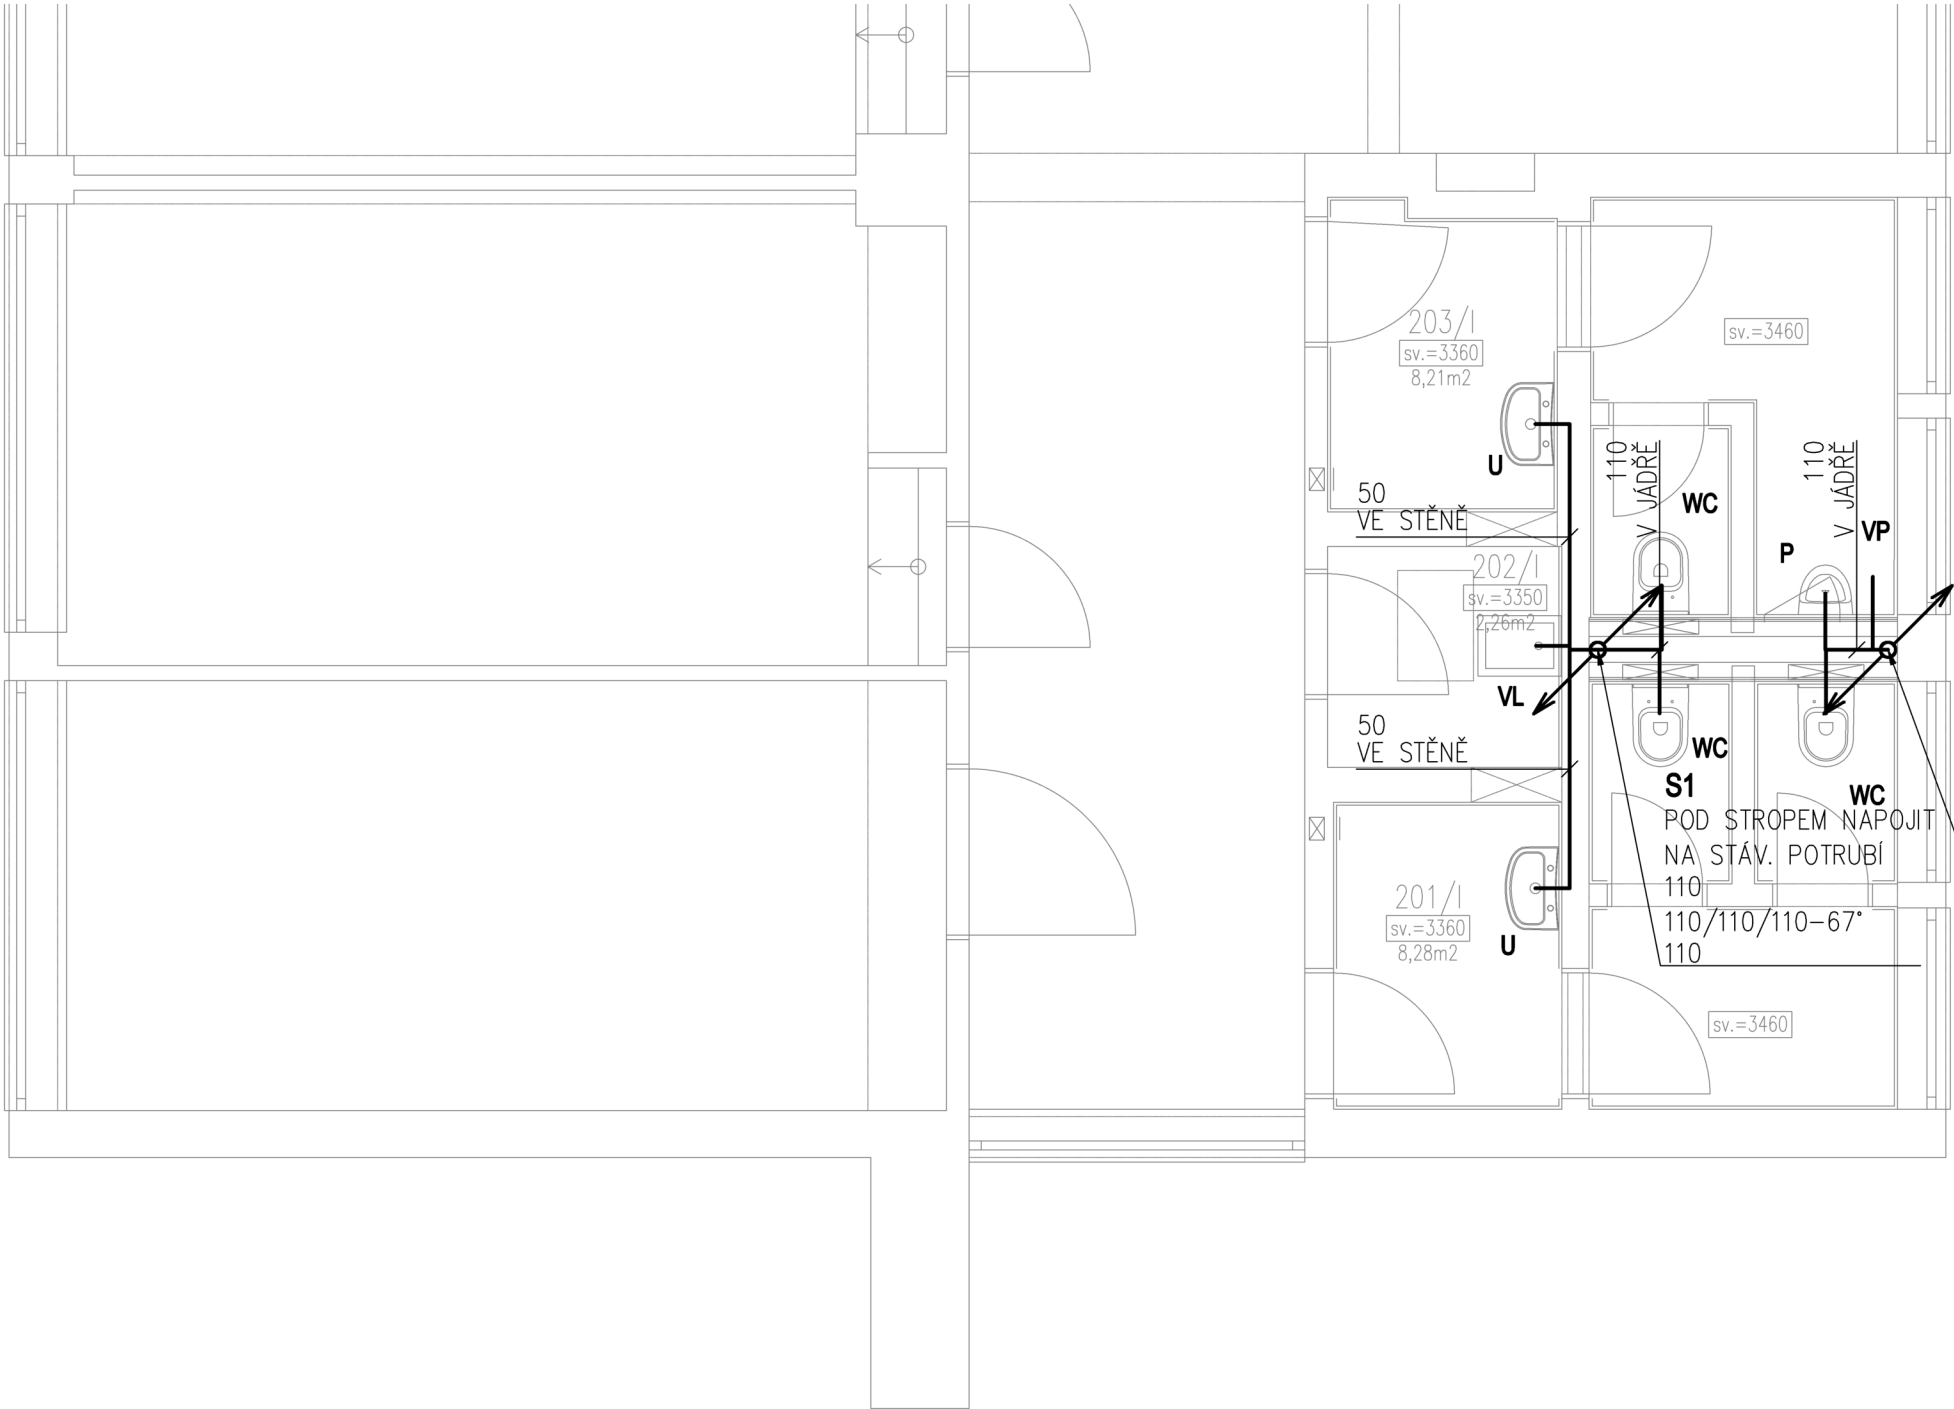 203/I
sv.=3360
8,21m2
sv.=3460
U
50
VE STĚNĚ
110
V JÁDŘE
WC
110
V JÁDŘE
VP
P
202/I
sv.=3350
2,26m2
VL
50
VE STĚNĚ
WC
S1
WC
POD STROPEM NAPOJIT
NA STÁV. POTRUBÍ
110
110/110/110-67°
110
201/I
sv.=3360
8,28m2
U
sv.=3460